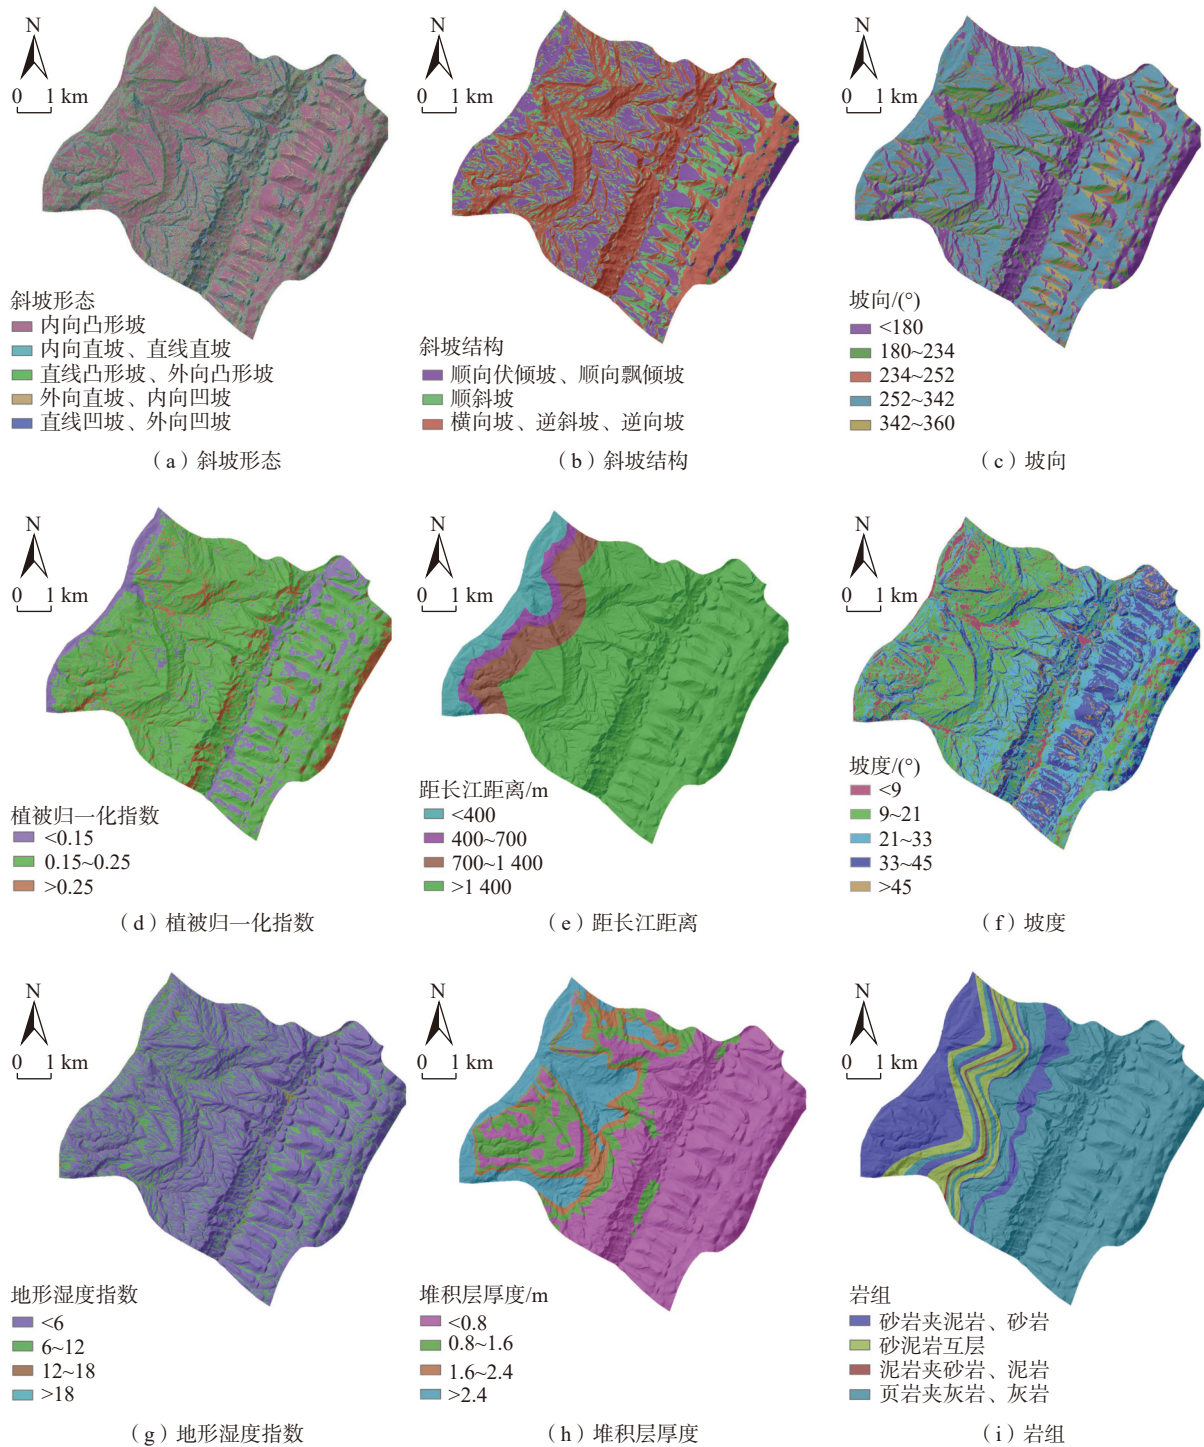 N
0 1 km
斜坡形态
内向凸形坡
内向直坡、直线直坡
直线凸形坡、外向凸形坡
外向直坡、内向凹坡
直线凹坡、外向凹坡
（a）斜坡形态
N
0 1 km
斜坡结构
顺向伏倾坡、顺向飘倾坡
顺斜坡
横向坡、逆斜坡、逆向坡
（b）斜坡结构
N
0 1 km
坡向/(°)
<180
180~234
234~252
252~342
342~360
（c）坡向
N
0 1 km
植被归一化指数
<0.15
0.15~0.25
>0.25
（d）植被归一化指数
N
0 1 km
距长江距离/m
<400
400~700
700~1 400
>1 400
（e）距长江距离
N
0 1 km
坡度/(°)
<9
9~21
21~33
33~45
>45
（f）坡度
N
0 1 km
地形湿度指数
<6
6~12
12~18
>18
（g）地形湿度指数
N
0 1 km
堆积层厚度/m
<0.8
0.8~1.6
1.6~2.4
>2.4
（h）堆积层厚度
N
0 1 km
岩组
砂岩夹泥岩、砂岩
砂泥岩互层
泥岩夹砂岩、泥岩
页岩夹灰岩、灰岩
（i）岩组